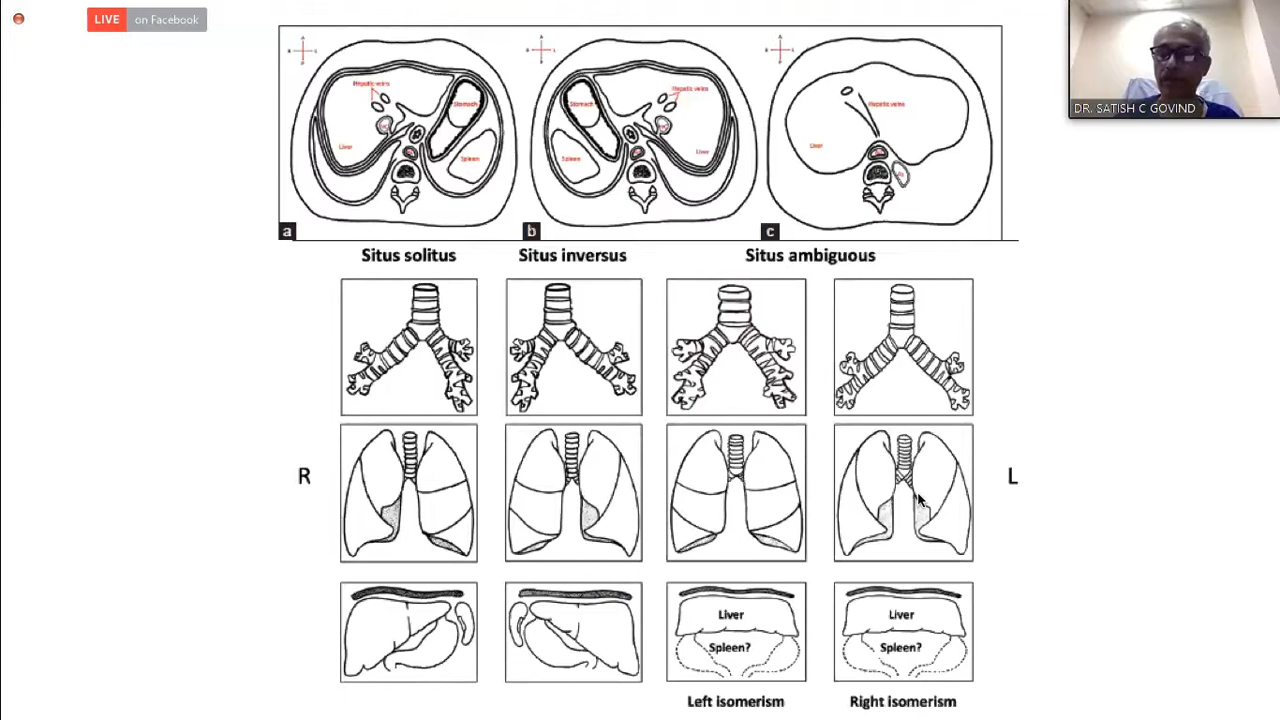 LIVE on Facebook
DR. SATISH C GOVIND
Hepatic veins
Stomach
Liver
Spleen
a
Hepatic veins
Stomach
Liver
Spleen
b
Hepatic veins
Liver
c
Situs solitus
Situs inversus
Situs ambiguous
R
L
Liver
Spleen?
Liver
Spleen?
Left isomerism
Right isomerism